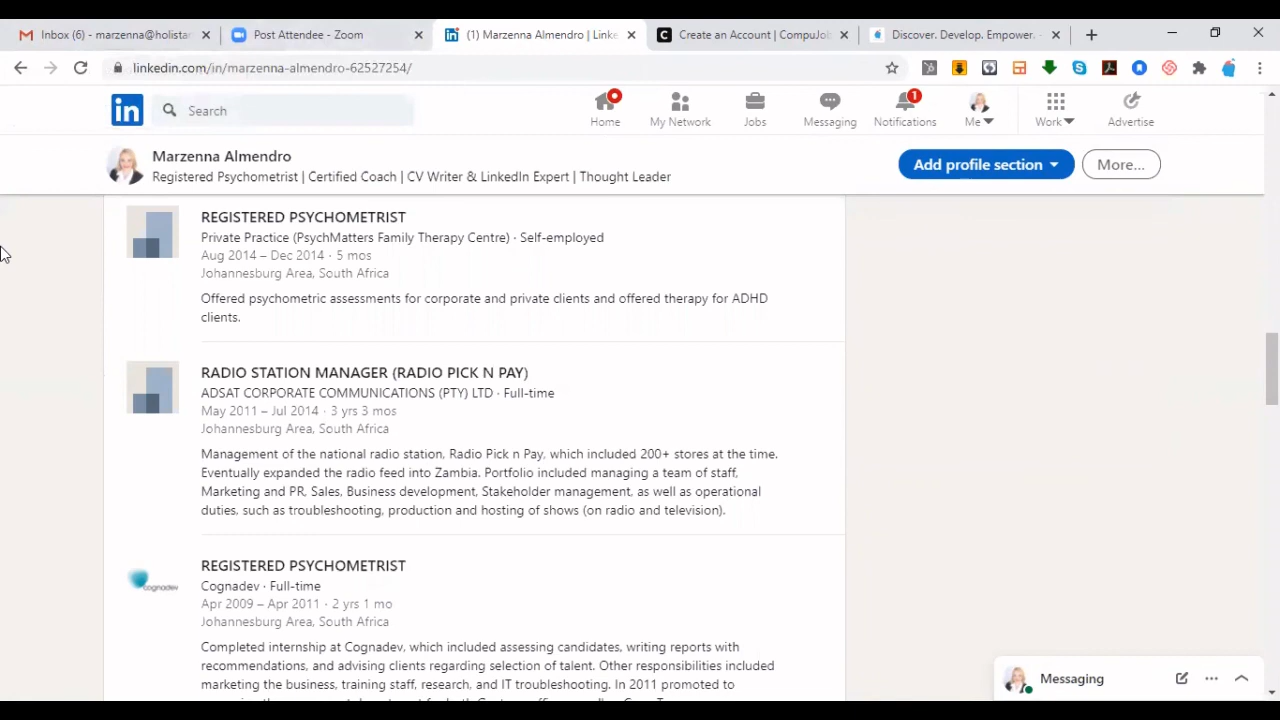 Inbox (6) - marzenna@holistar
Post Attendee - Zoom
(1) Marzenna Almendro | Linke
Create an Account | CompuJob
Discover. Develop. Empower. -
linkedin.com/in/marzenna-almendro-62527254/
in
Search
Home
My Network
Jobs
Messaging
1
Notifications
Me
Work
Advertise
Marzenna Almendro
Registered Psychometrist | Certified Coach | CV Writer & LinkedIn Expert | Thought Leader
Add profile section
More...
REGISTERED PSYCHOMETRIST
Private Practice (PsychMatters Family Therapy Centre) · Self-employed
Aug 2014 – Dec 2014 · 5 mos
Johannesburg Area, South Africa
Offered psychometric assessments for corporate and private clients and offered therapy for ADHD
clients.
RADIO STATION MANAGER (RADIO PICK N PAY)
ADSAT CORPORATE COMMUNICATIONS (PTY) LTD · Full-time
May 2011 – Jul 2014 · 3 yrs 3 mos
Johannesburg Area, South Africa
Management of the national radio station, Radio Pick n Pay, which included 200+ stores at the time.
Eventually expanded the radio feed into Zambia. Portfolio included managing a team of staff,
Marketing and PR, Sales, Business development, Stakeholder management, as well as operational
duties, such as troubleshooting, production and hosting of shows (on radio and television).
cognadev
REGISTERED PSYCHOMETRIST
Cognadev · Full-time
Apr 2009 – Apr 2011 · 2 yrs 1 mo
Johannesburg Area, South Africa
Completed internship at Cognadev, which included assessing candidates, writing reports with
recommendations, and advising clients regarding selection of talent. Other responsibilities included
marketing the business, training staff, research, and IT troubleshooting. In 2011 promoted to
Messaging